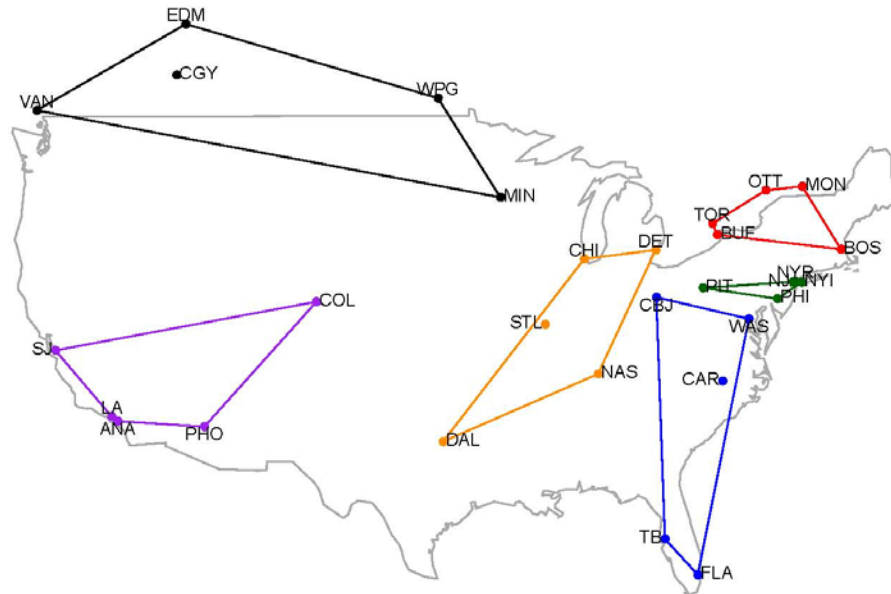 EDM
CGY
VAN
WPG
MIN
OTT
MON
TOR
BUF
BOS
DET
CHI
NYR
NJ
NYI
PIT
PHI
CBJ
WAS
COL
STL
SJ
NAS
CAR
LA
ANA
PHO
DAL
TB
FLA